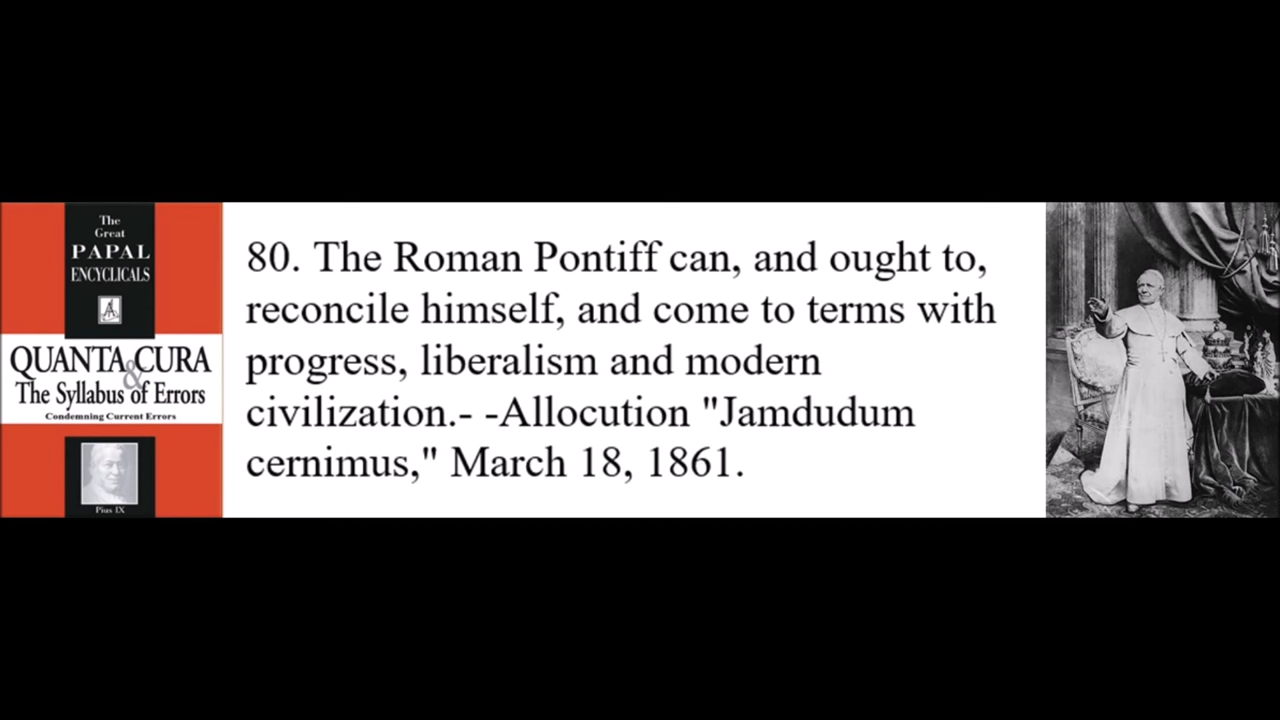 The
Great
PAPAL
ENCYCLICALS
QUANTA CURA
&
The Syllabus of Errors
Condemning Current Errors
Pius IX
80. The Roman Pontiff can, and ought to,
reconcile himself, and come to terms with
progress, liberalism and modern
civilization.- -Allocution "Jamdudum
cernimus," March 18, 1861.